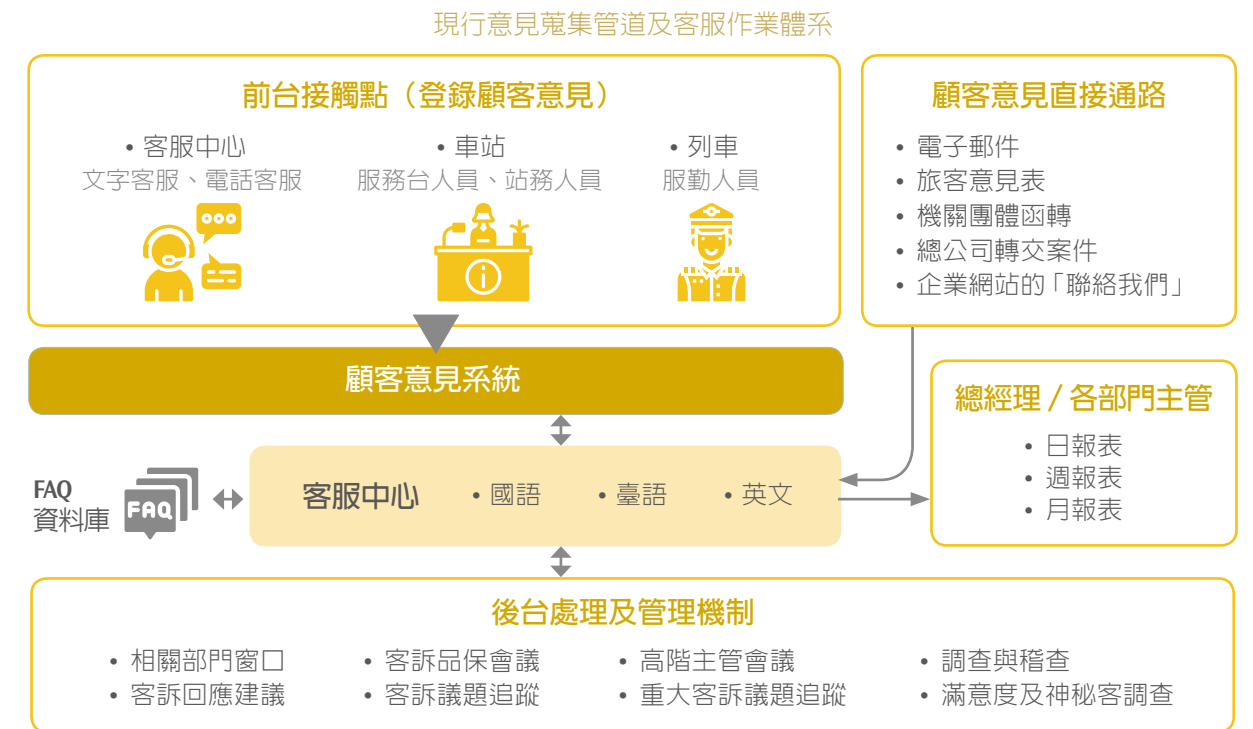 現行意見蒐集管道及客服作業體系
前台接觸點（登錄顧客意見）
• 客服中心
文字客服、電話客服
• 車站
服務台人員、站務人員
• 列車
服勤人員
顧客意見直接通路
• 電子郵件
• 旅客意見表
• 機關團體函轉
• 總公司轉交案件
• 企業網站的「聯絡我們」
顧客意見系統
總經理 / 各部門主管
• 日報表
• 週報表
• 月報表
FAQ
資料庫
FAQ
客服中心 • 國語 • 臺語 • 英文
後台處理及管理機制
• 相關部門窗口 • 客訴品保會議 • 高階主管會議 • 調查與稽查
• 客訴回應建議 • 客訴議題追蹤 • 重大客訴議題追蹤 • 滿意度及神秘客調查